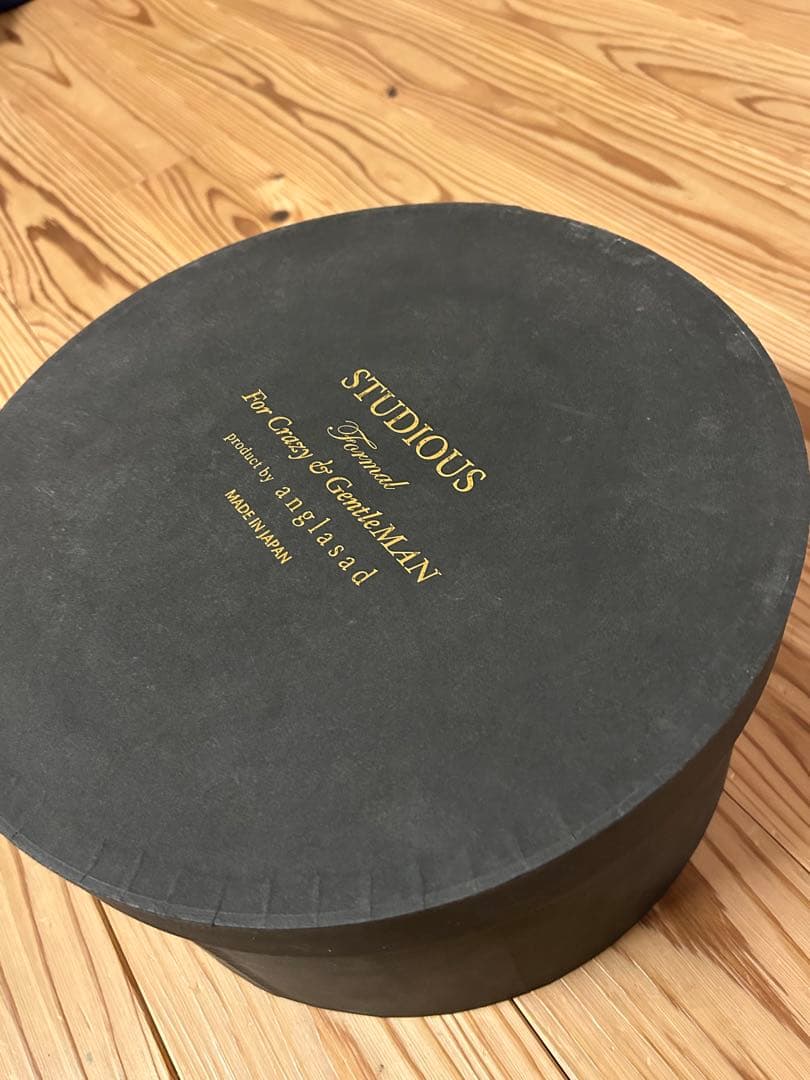 STUDIOUS
Formal
For Crazy & GentleMAN
product by anglasad
MADE IN JAPAN